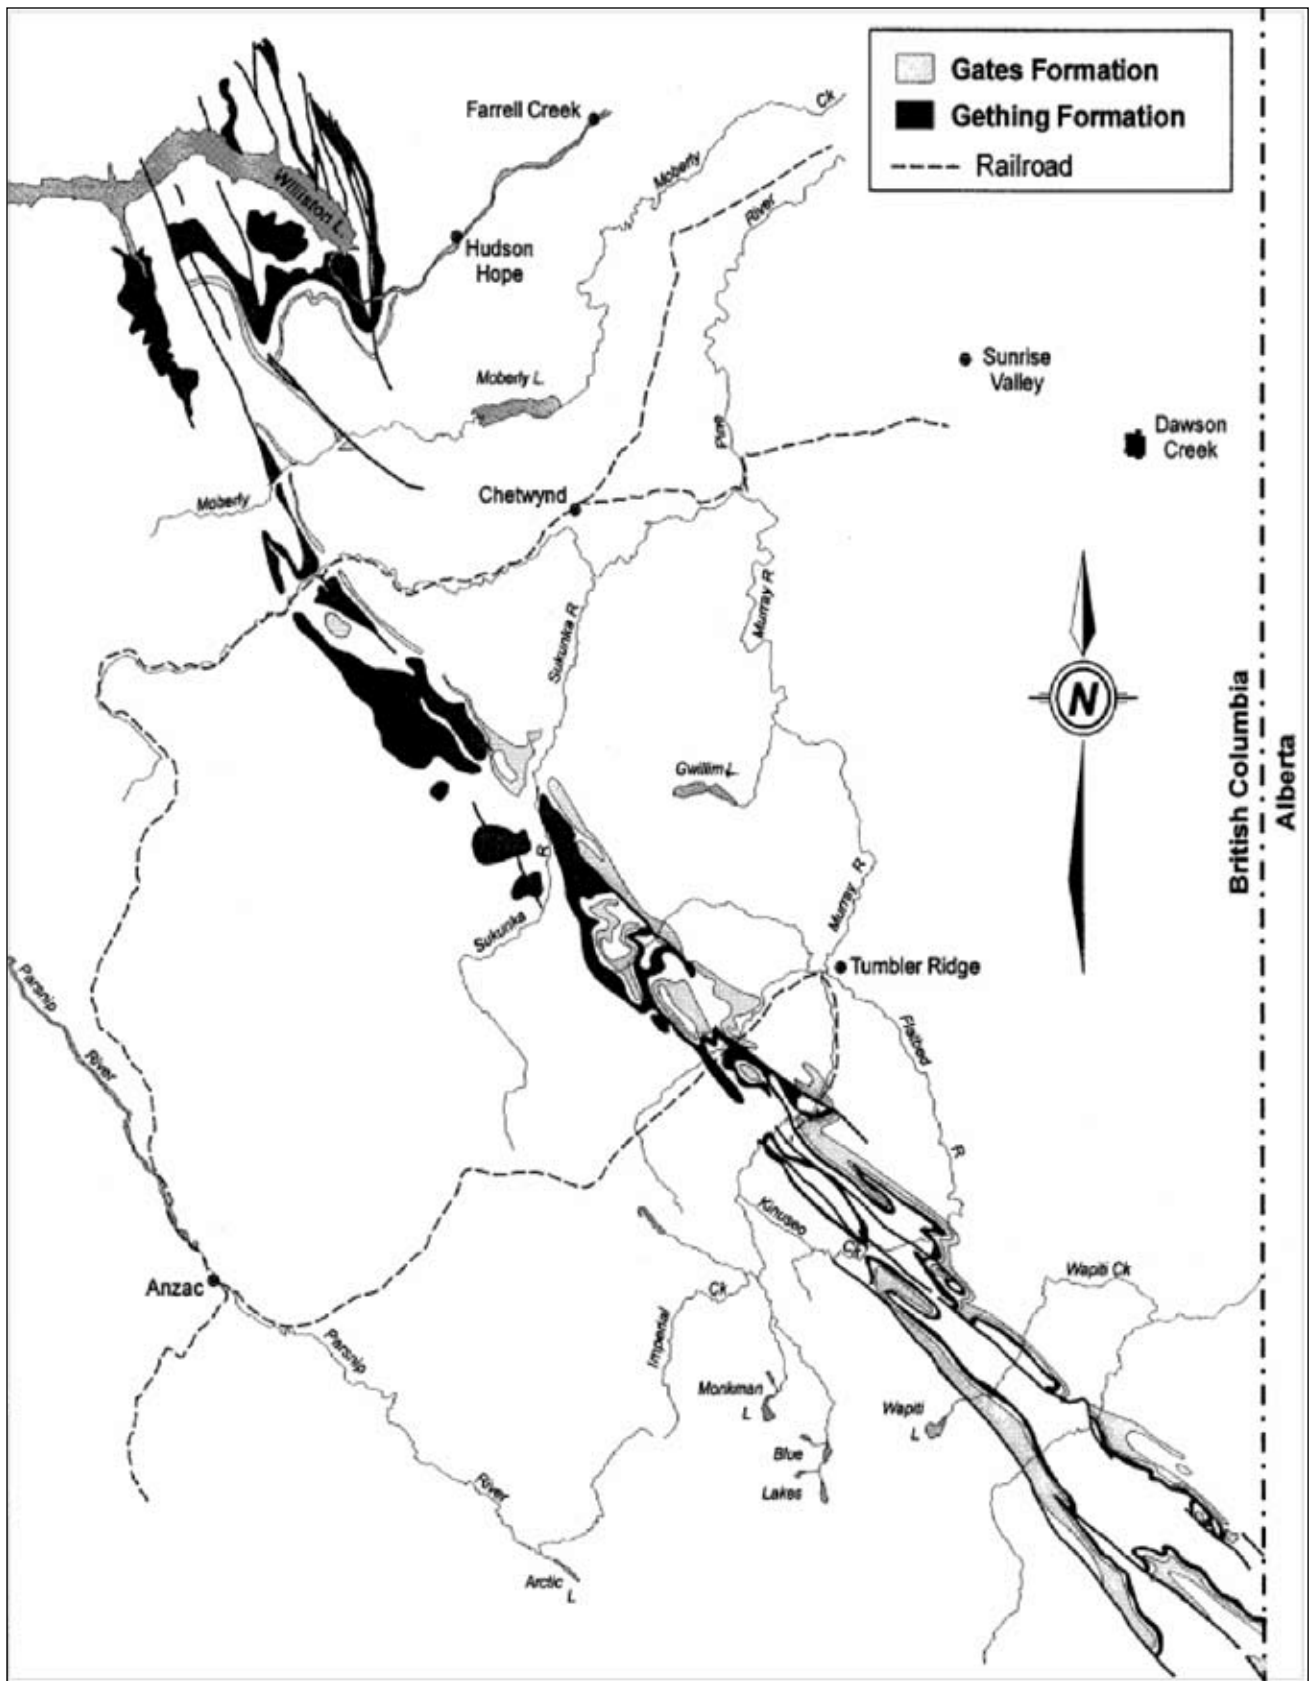 Gates Formation
Gething Formation
Railroad
Farrell Creek
Ck
Moberly
River
Williston L.
Hudson
Hope
Sunrise
Valley
Moberly L.
Dawson
Creek
Pine
Moberly
Chetwynd
Murray R
Sukunka R
N
British Columbia
Alberta
Gwillim L.
R
Murray R
Sukunka
Tumbler Ridge
Parsnip
River
Flatbed
R
Kinuseo
Ck
Wapiti Ck
Anzac
Ck
Imperial
Parsnip
Monkman
L
Wapiti
L
Blue
Lakes
River
Arctic
L